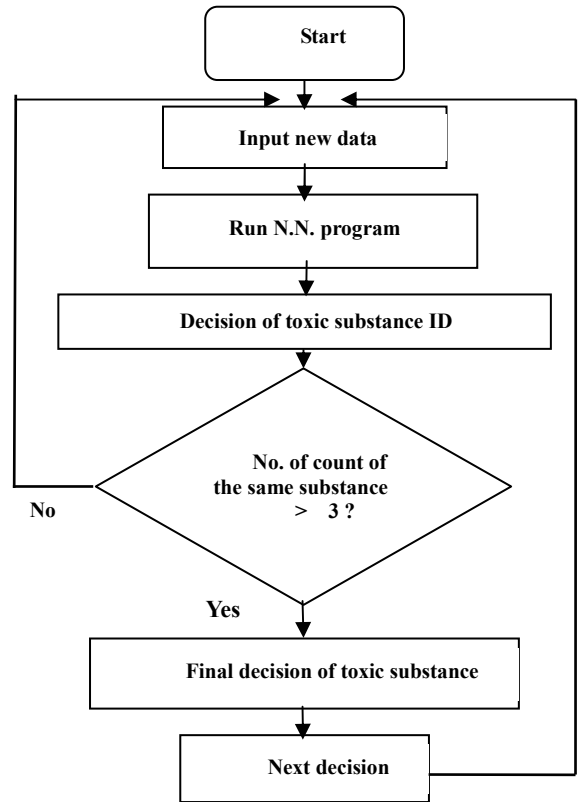 Start
Input new data
Run N.N. program
Decision of toxic substance ID
No. of count of
the same substance
> 3 ?
No
Yes
Final decision of toxic substance
Next decision